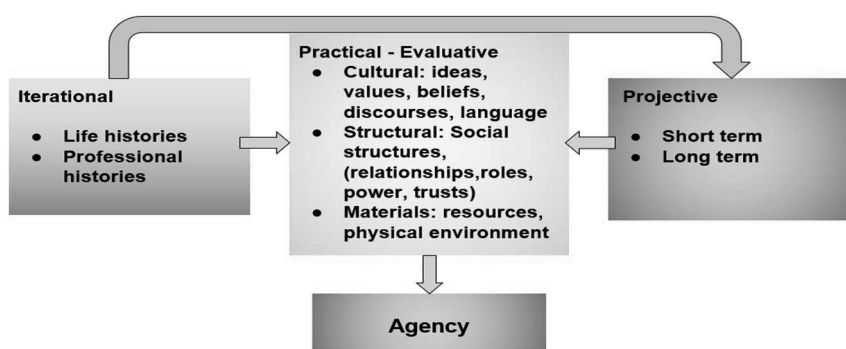 Iterational
● Life histories
● Professional
histories
Practical - Evaluative
● Cultural: ideas,
values, beliefs,
discourses, language
● Structural: Social
structures,
(relationships,roles,
power, trusts)
● Materials: resources,
physical environment
Projective
● Short term
● Long term
Agency